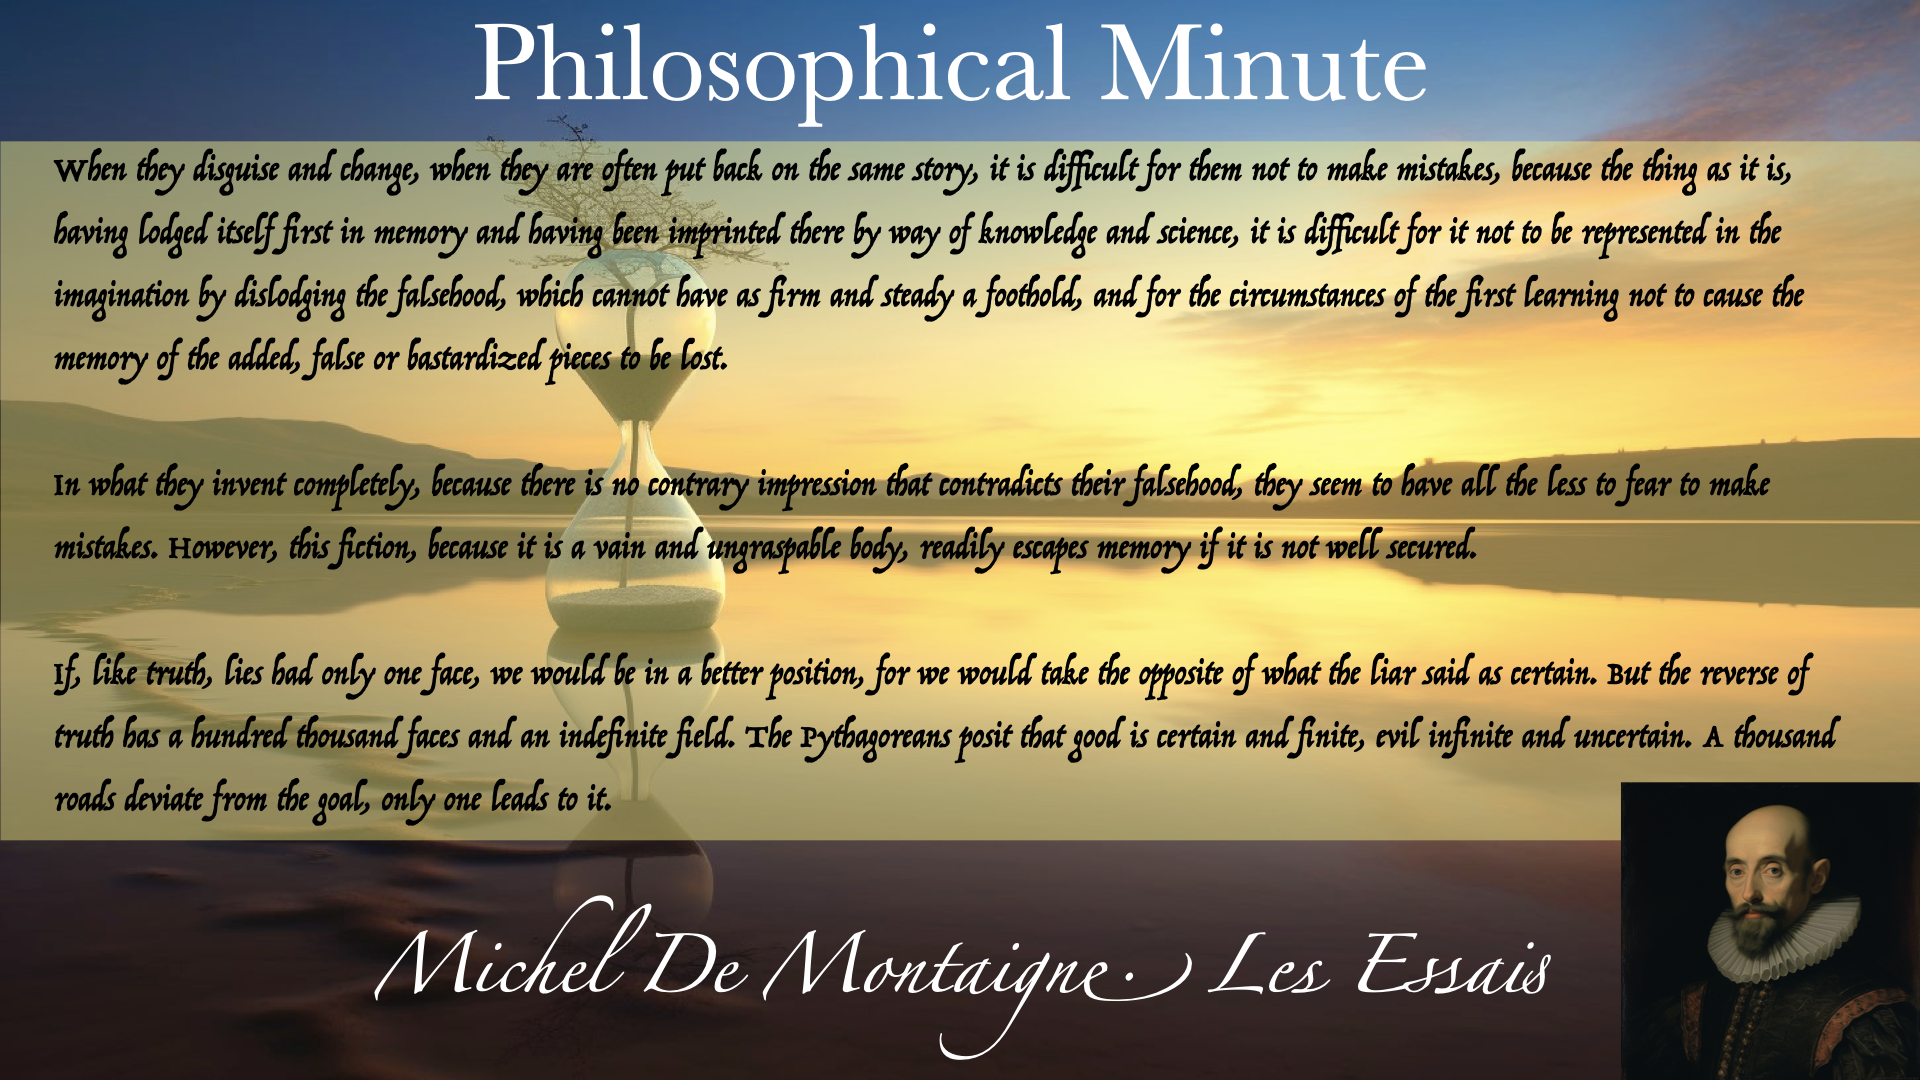 Philosophical Minute
When they disguise and change, when they are often put back on the same story, it is difficult for them not to make mistakes, because the thing as it is,
having lodged itself first in memory and having been imprinted there by way of knowledge and science, it is difficult for it not to be represented in the
imagination by dislodging the falsehood, which cannot have as firm and steady a foothold, and for the circumstances of the first learning not to cause the
memory of the added, false or bastardized pieces to be lost.
In what they invent completely, because there is no contrary impression that contradicts their falsehood, they seem to have all the less to fear to make
mistakes. However, this fiction, because it is a vain and ungraspable body, readily escapes memory if it is not well secured.
If, like truth, lies had only one face, we would be in a better position, for we would take the opposite of what the liar said as certain. But the reverse of
truth has a hundred thousand faces and an indefinite field. The Pythagoreans posit that good is certain and finite, evil infinite and uncertain. A thousand
roads deviate from the goal, only one leads to it.
Michel De Montaigne. Les Essais